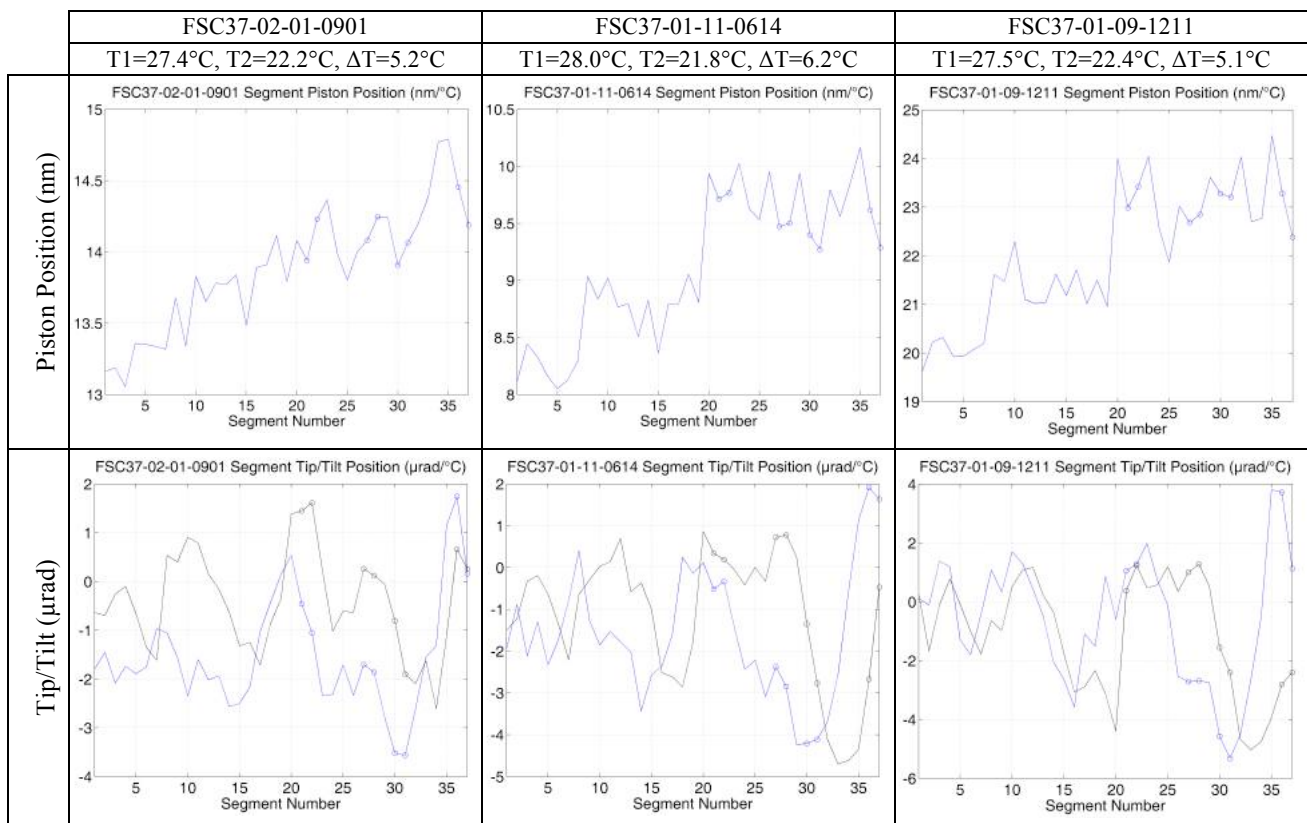 FSC37-02-01-0901 FSC37-01-11-0614 FSC37-01-09-1211
T1=27.4°C, T2=22.2°C, ΔT=5.2°C T1=28.0°C, T2=21.8°C, ΔT=6.2°C T1=27.5°C, T2=22.4°C, ΔT=5.1°C
Piston Position (nm)
FSC37-02-01-0901 Segment Piston Position (nm/°C)
15
14.5
14
13.5
13
5 10 15 20 25 30 35
Segment Number
FSC37-01-11-0614 Segment Piston Position (nm/°C)
10.5
10
9.5
9
8.5
8
5 10 15 20 25 30 35
Segment Number
FSC37-01-09-1211 Segment Piston Position (nm/°C)
25
24
23
22
21
20
19
5 10 15 20 25 30 35
Segment Number
Tip/Tilt (µrad)
FSC37-02-01-0901 Segment Tip/Tilt Position (µrad/°C)
2
1
0
-1
-2
-3
-4
5 10 15 20 25 30 35
Segment Number
FSC37-01-11-0614 Segment Tip/Tilt Position (µrad/°C)
2
1
0
-1
-2
-3
-4
-5
5 10 15 20 25 30 35
Segment Number
FSC37-01-09-1211 Segment Tip/Tilt Position (µrad/°C)
4
2
0
-2
-4
-6
5 10 15 20 25 30 35
Segment Number